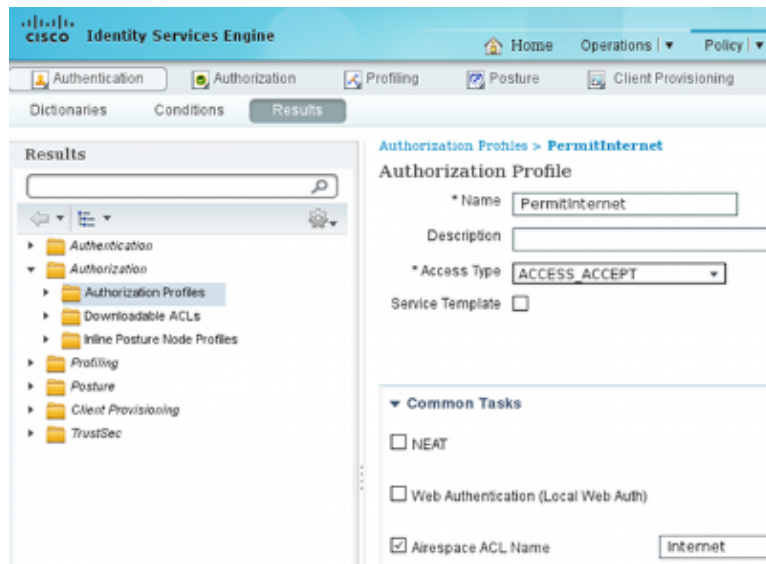 CISCO Identity Services Engine
Home Operations Policy
Authentication Authorization Profiling Posture Client Provisioning
Dictionaries Conditions Results
Results
Authentication
Authorization
Authorization Profiles
Downloadable ACLs
Inline Posture Node Profiles
Profiling
Posture
Client Provisioning
TrustSec
Authorization Profiles > PermitInternet
Authorization Profile
* Name PermitInternet
Description
* Access Type ACCESS_ACCEPT
Service Template
Common Tasks
NEAT
Web Authentication (Local Web Auth)
Airespace ACL Name Internet